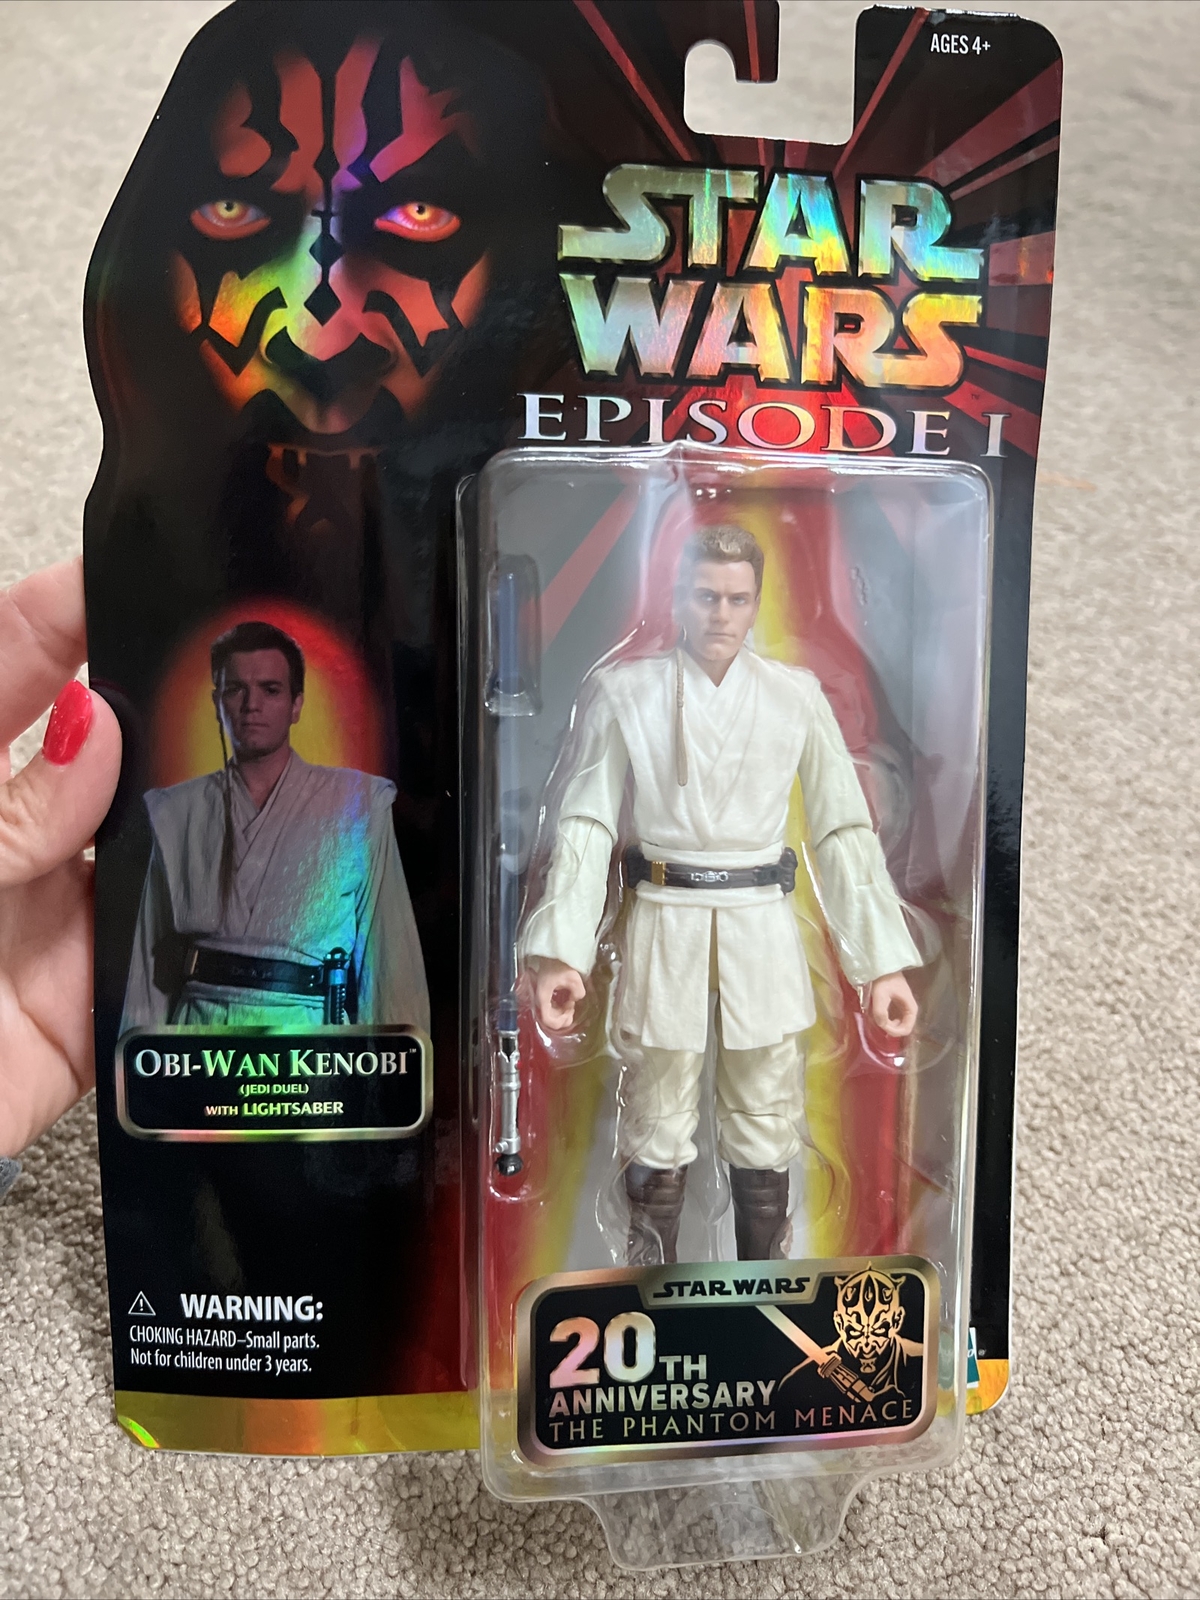 AGES 4+
STAR
WARS
EPISODE I
OBI-WAN KENOBI™
(JEDI DUEL)
WITH LIGHTSABER
⚠ WARNING:
CHOKING HAZARD–Small parts.
Not for children under 3 years.
STAR WARS
20TH
ANNIVERSARY
THE PHANTOM MENACE